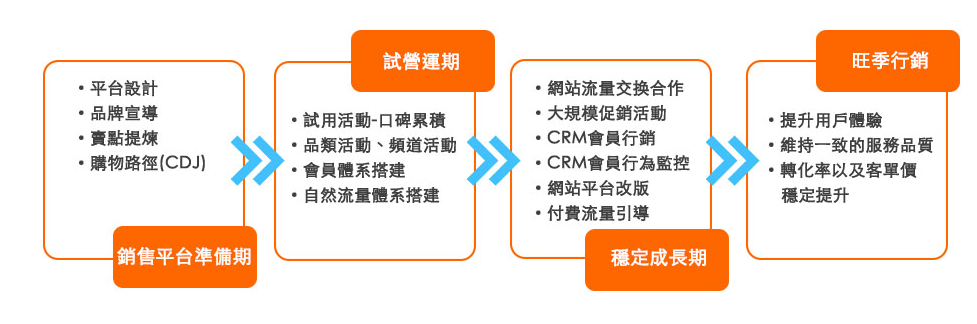 • 平台設計
• 品牌宣導
• 賣點提煉
• 購物路徑(CDJ)
銷售平台準備期
試營運期
• 試用活動-口碑累積
• 品類活動、頻道活動
• 會員體系搭建
• 自然流量體系搭建
• 網站流量交換合作
• 大規模促銷活動
• CRM會員行銷
• CRM會員行為監控
• 網站平台改版
• 付費流量引導
穩定成長期
旺季行銷
• 提升用戶體驗
• 維持一致的服務品質
• 轉化率以及客單價
穩定提升